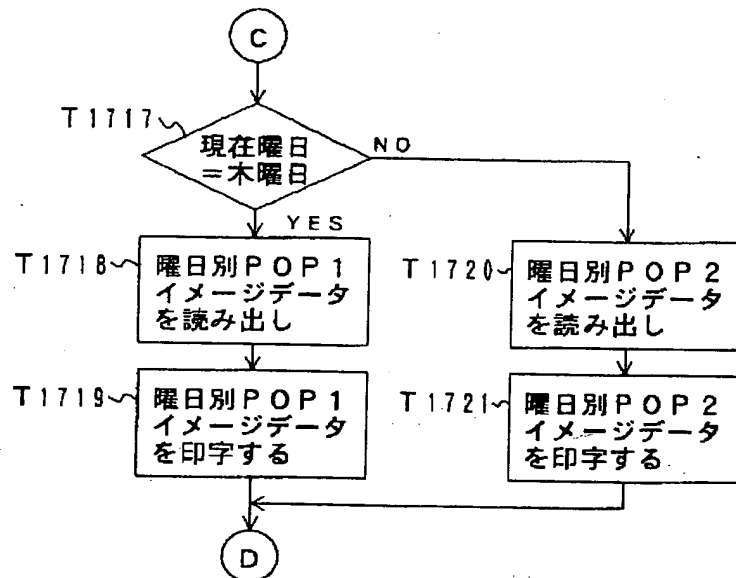 C
T1717
現在曜日
=木曜日
NO
YES
T1718
曜日別POP1
イメージデータ
を読み出し
T1720
曜日別POP2
イメージデータ
を読み出し
T1719
曜日別POP1
イメージデータ
を印字する
T1721
曜日別POP2
イメージデータ
を印字する
D